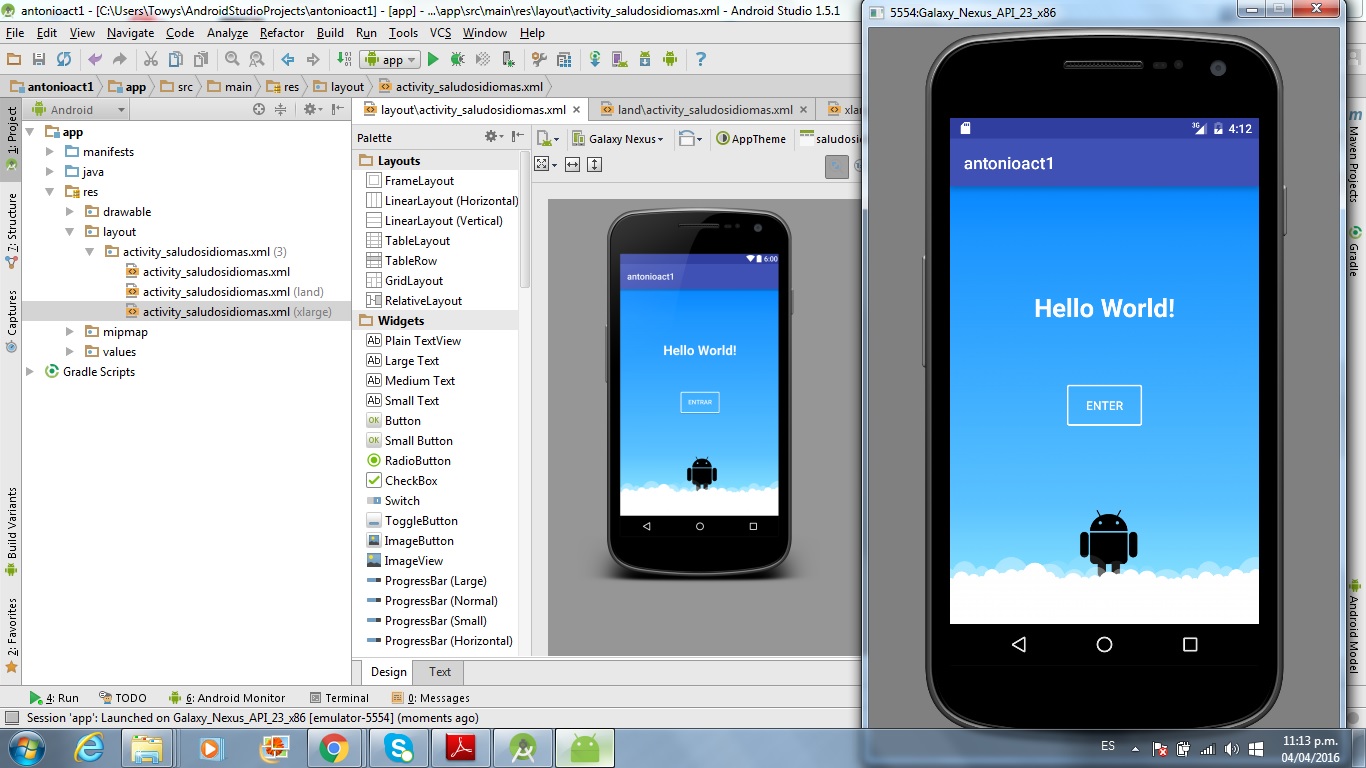 antonioact1 - [C:\Users\Towys\AndroidStudioProjects\antonioact1] - [app] - ...\app\src\main\res\layout\activity_saludosidiomas.xml - Android Studio 1.5.1
File Edit View Navigate Code Analyze Refactor Build Run Tools VCS Window Help
app
antonioact1 app src main res layout activity_saludosidiomas.xml
Android
layout\activity_saludosidiomas.xml land\activity_saludosidiomas.xml xla
1: Project
7: Structure
Captures
Build Variants
2: Favorites
app
manifests
java
res
drawable
layout
activity_saludosidiomas.xml (3)
activity_saludosidiomas.xml
activity_saludosidiomas.xml (land)
activity_saludosidiomas.xml (xlarge)
mipmap
values
Gradle Scripts
Palette
Layouts
FrameLayout
LinearLayout (Horizontal)
LinearLayout (Vertical)
TableLayout
TableRow
GridLayout
RelativeLayout
Widgets
Ab Plain TextView
Ab Large Text
Ab Medium Text
Ab Small Text
OK Button
OK Small Button
RadioButton
CheckBox
Switch
ToggleButton
ImageButton
ImageView
ProgressBar (Large)
ProgressBar (Normal)
ProgressBar (Small)
ProgressBar (Horizontal)
Design Text
Galaxy Nexus AppTheme saludosi
6:00
antonioact1
Hello World!
ENTRAR
5554:Galaxy_Nexus_API_23_x86
3G 4:12
antonioact1
Hello World!
ENTER
Maven Projects
Gradle
Android Model
4: Run TODO 6: Android Monitor Terminal 0: Messages
Session 'app': Launched on Galaxy_Nexus_API_23_x86 [emulator-5554] (moments ago)
ES
11:13 p.m.
04/04/2016